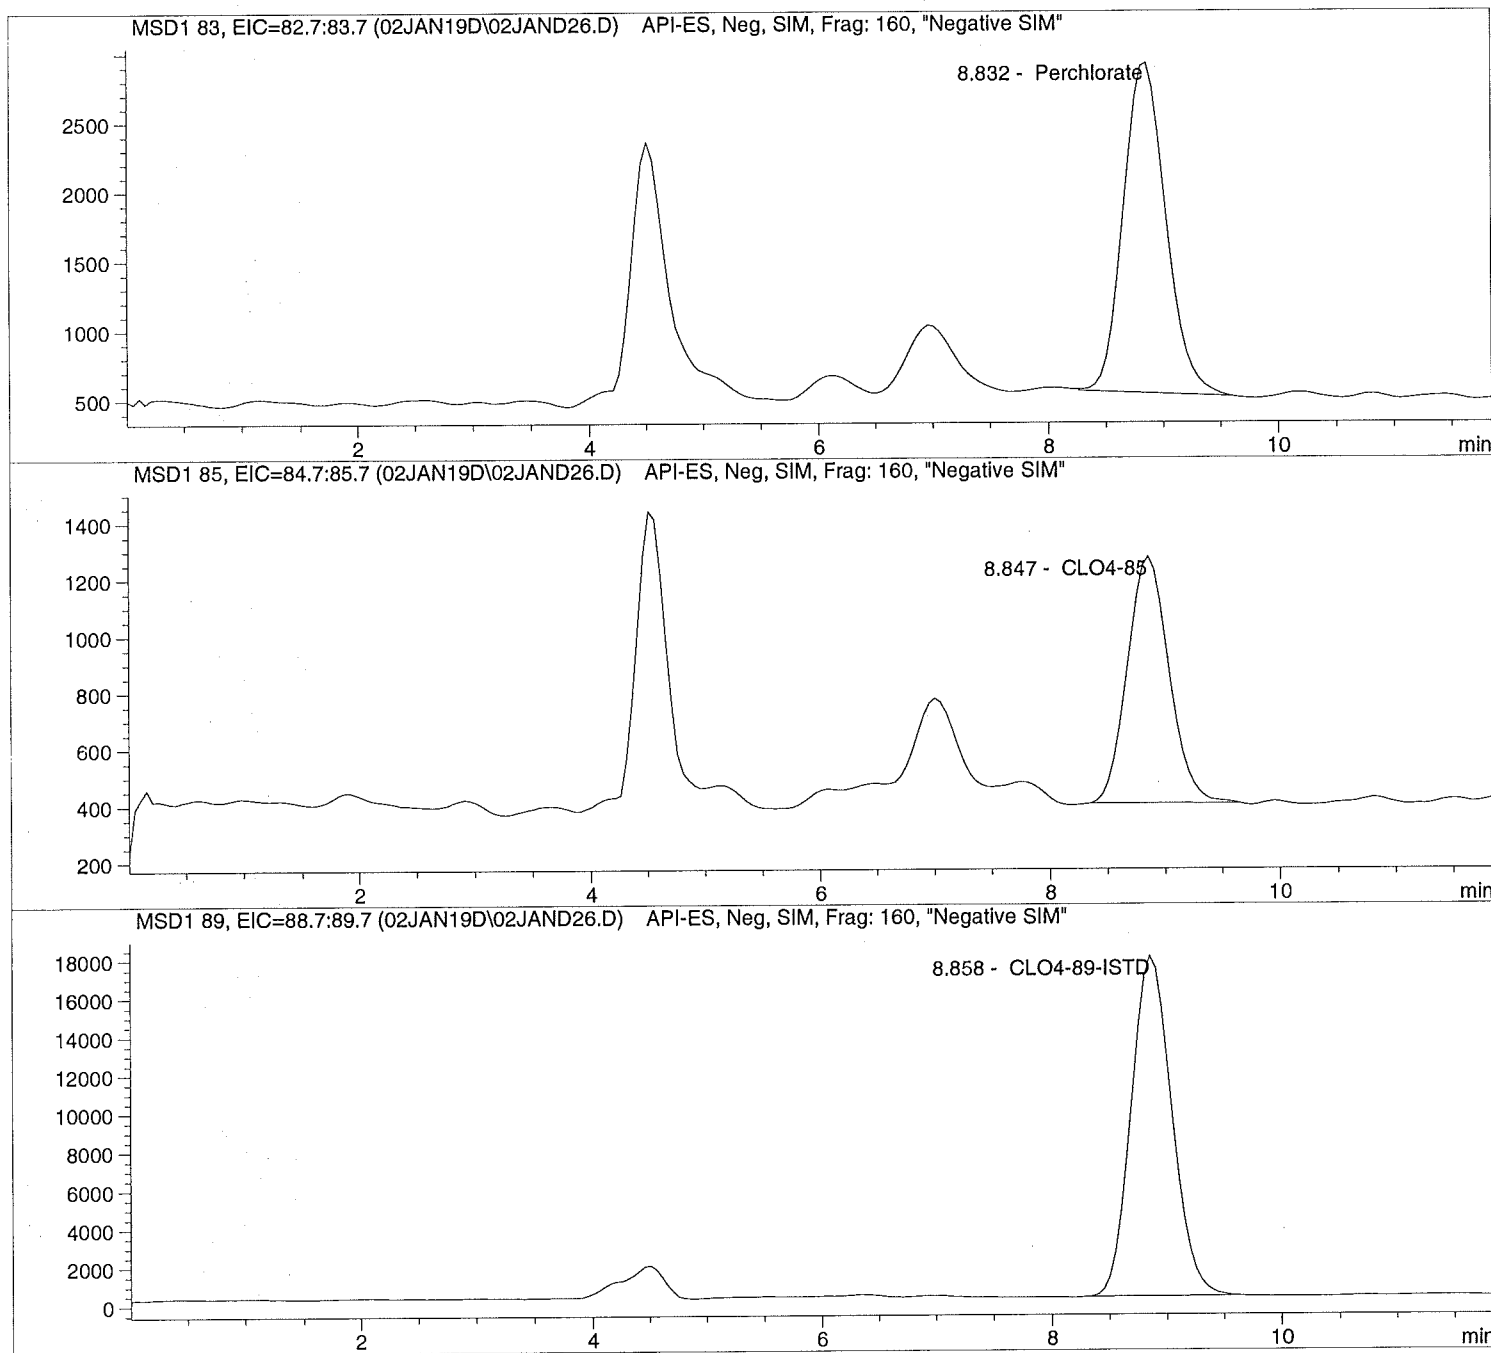 MSD1 83, EIC=82.7:83.7 (02JAN19D\02JAND26.D) API-ES, Neg, SIM, Frag: 160, "Negative SIM"
8.832 - Perchlorate
2500
2000
1500
1000
500
2 4 6 8 10 min
MSD1 85, EIC=84.7:85.7 (02JAN19D\02JAND26.D) API-ES, Neg, SIM, Frag: 160, "Negative SIM"
1400
8.847 - CLO4-85
1200
1000
800
600
400
200
2 4 6 8 10 min
MSD1 89, EIC=88.7:89.7 (02JAN19D\02JAND26.D) API-ES, Neg, SIM, Frag: 160, "Negative SIM"
18000
8.858 - CLO4-89-ISTD
16000
14000
12000
10000
8000
6000
4000
2000
0
2 4 6 8 10 min